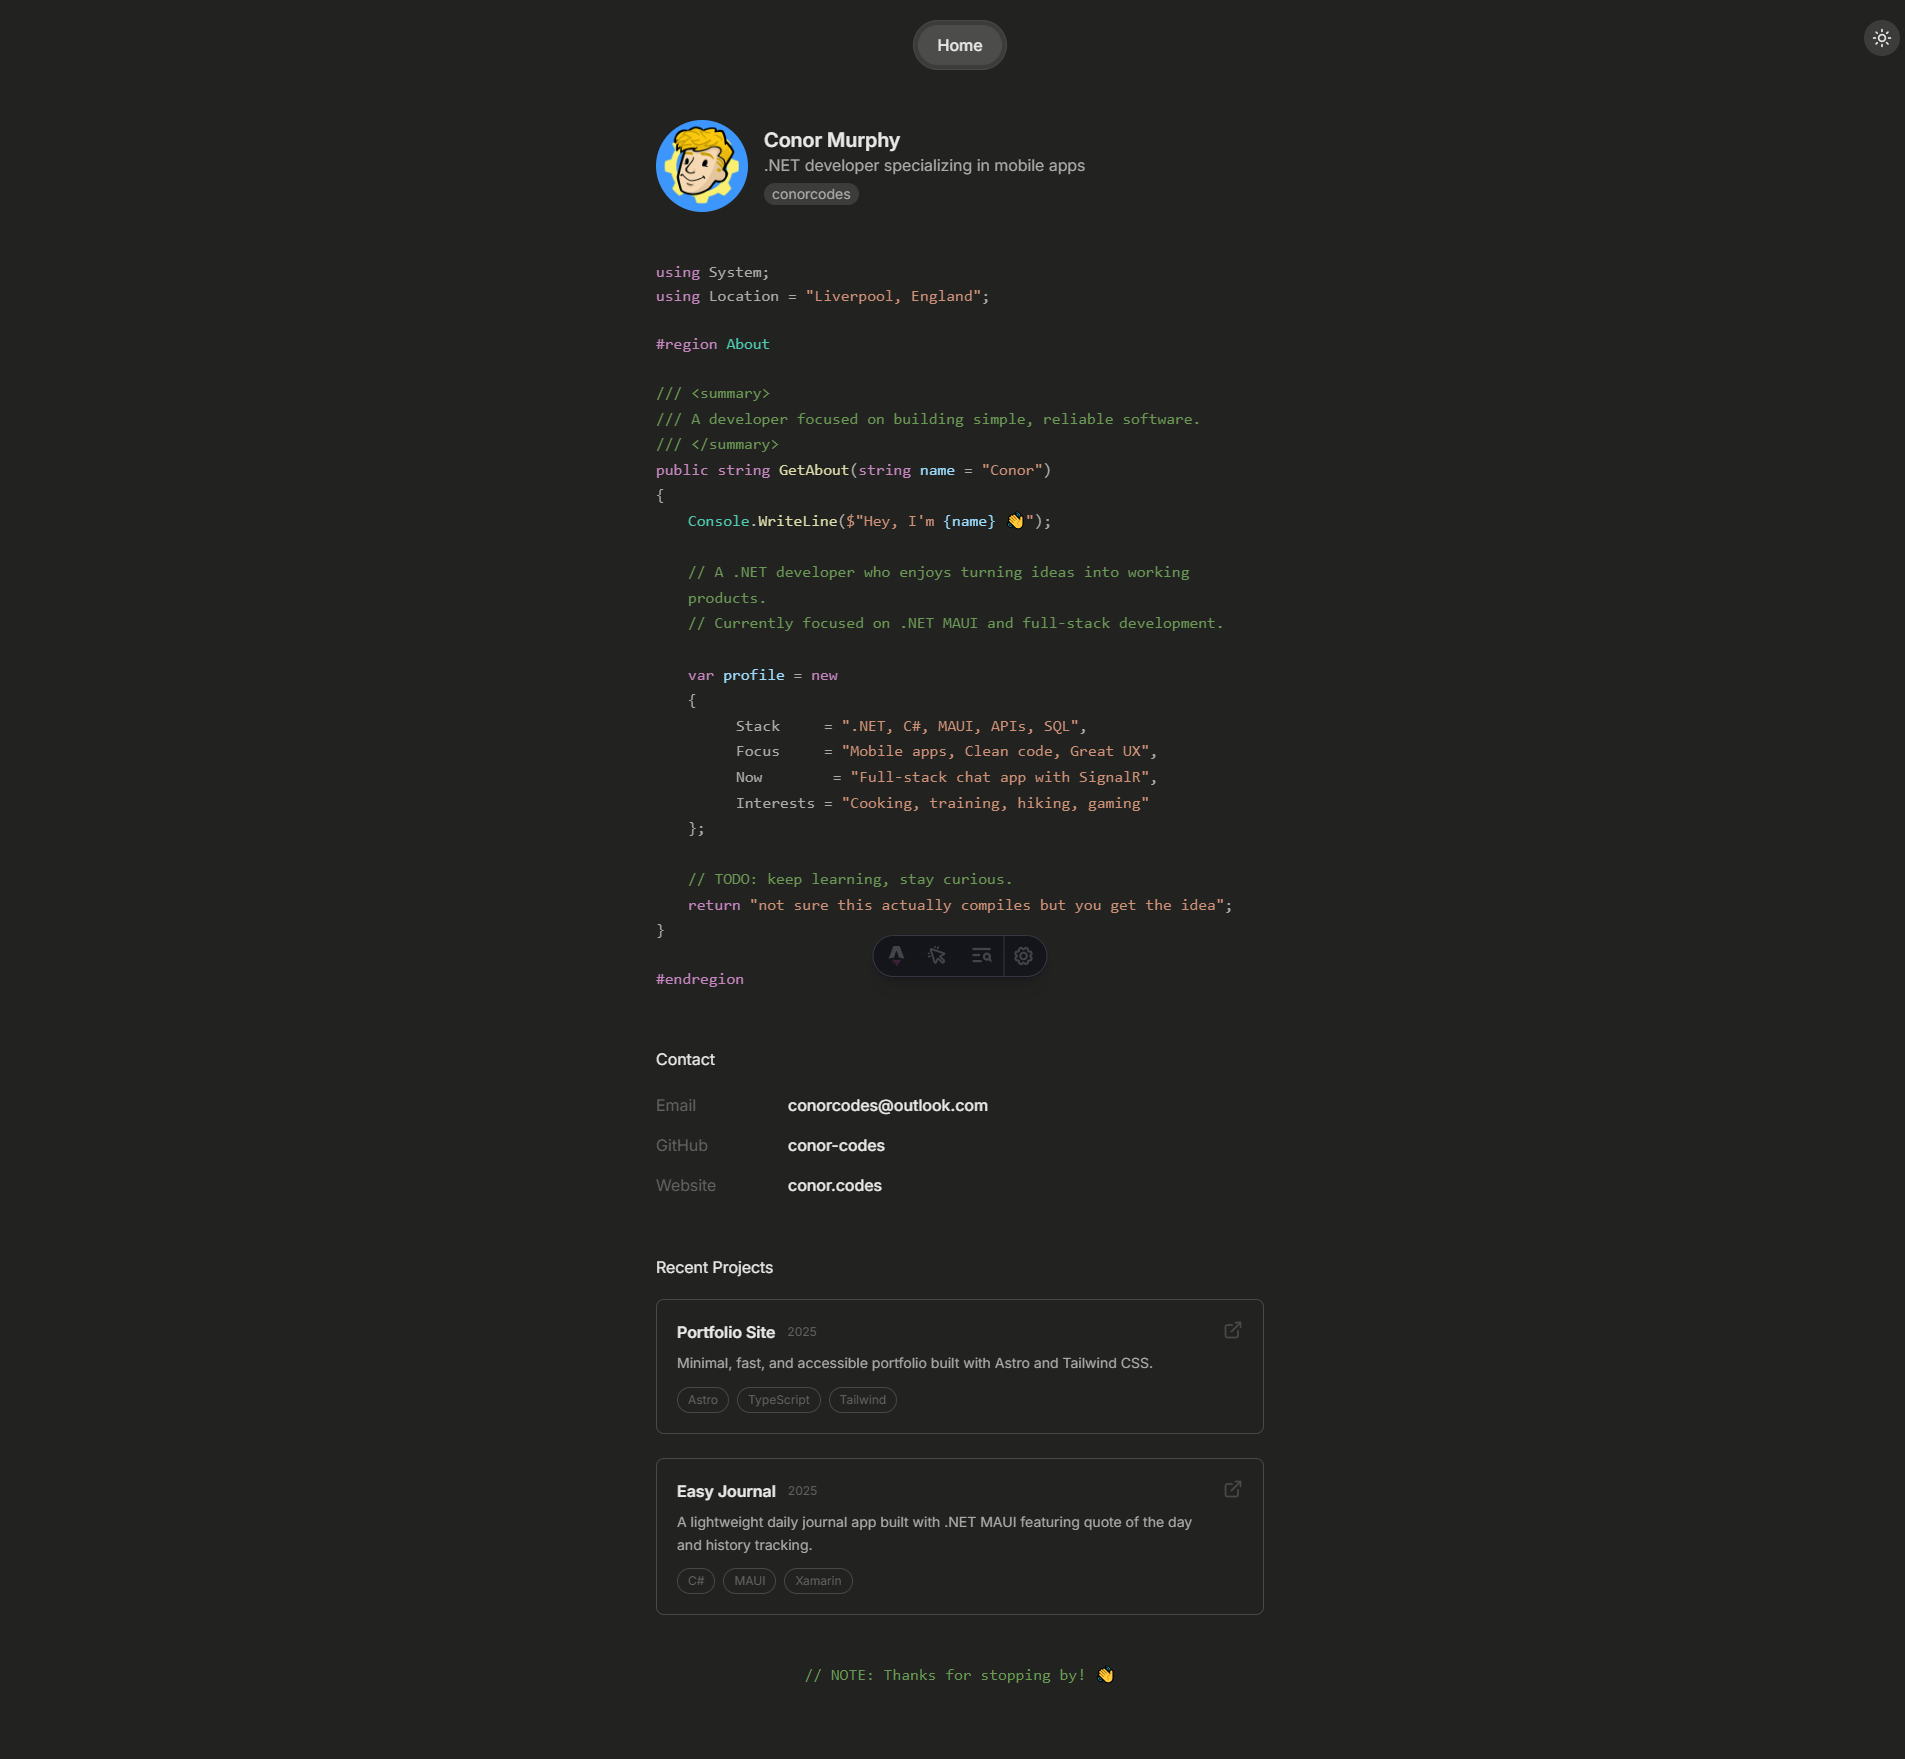 Home
Conor Murphy
.NET developer specializing in mobile apps
conorcodes
using System;
using Location = "Liverpool, England";
#region About
/// <summary>
/// A developer focused on building simple, reliable software.
/// </summary>
public string GetAbout(string name = "Conor")
{
Console.WriteLine($"Hey, I'm {name} 👋");
// A .NET developer who enjoys turning ideas into working
products.
// Currently focused on .NET MAUI and full-stack development.
var profile = new
{
Stack     = ".NET, C#, MAUI, APIs, SQL",
Focus     = "Mobile apps, Clean code, Great UX",
Now        = "Full-stack chat app with SignalR",
Interests = "Cooking, training, hiking, gaming"
};
// TODO: keep learning, stay curious.
return "not sure this actually compiles but you get the idea";
}
#endregion
Contact
Email conorcodes@outlook.com
GitHub conor-codes
Website conor.codes
Recent Projects
Portfolio Site 2025
Minimal, fast, and accessible portfolio built with Astro and Tailwind CSS.
Astro TypeScript Tailwind
Easy Journal 2025
A lightweight daily journal app built with .NET MAUI featuring quote of the day
and history tracking.
C# MAUI Xamarin
// NOTE: Thanks for stopping by! 👋